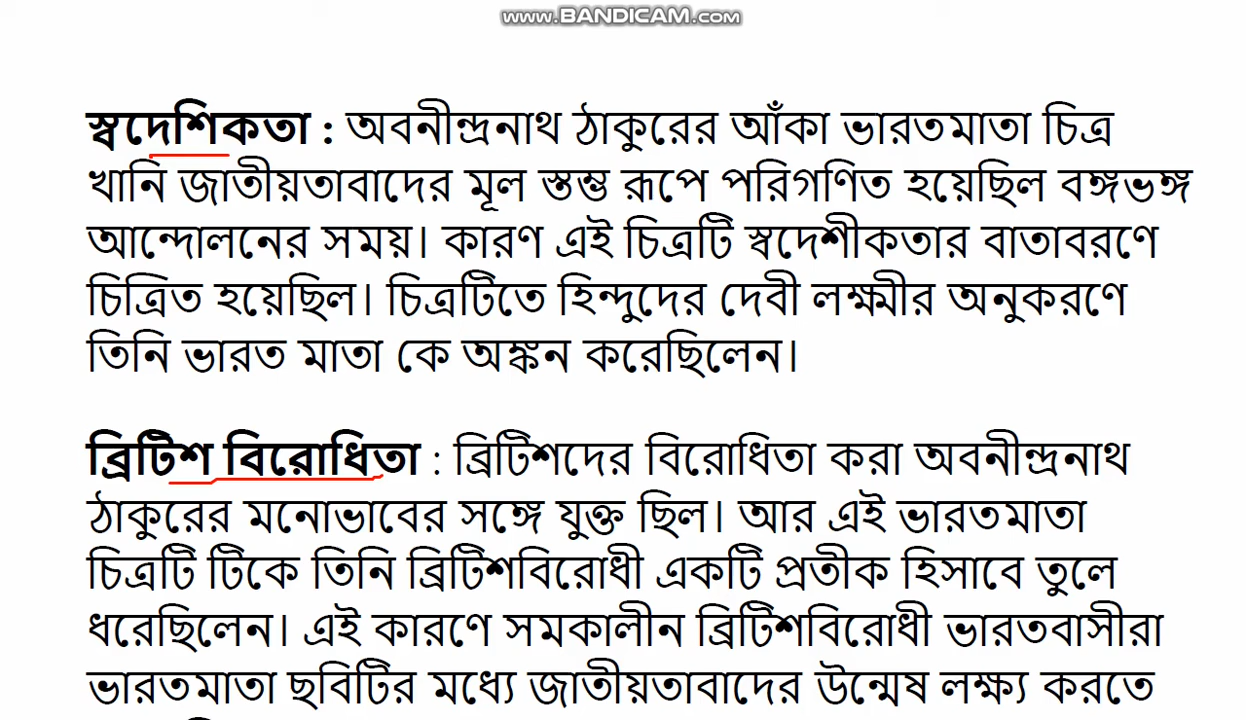 www.BANDICAM.com
স্বদেশিকতা : অবনীন্দ্রনাথ ঠাকুরের আঁকা ভারতমাতা চিত্র
খানি জাতীয়তাবাদের মূল স্তম্ভ রূপে পরিগণিত হয়েছিল বঙ্গভঙ্গ
আন্দোলনের সময়। কারণ এই চিত্রটি স্বদেশীকতার বাতাবরণে
চিত্রিত হয়েছিল। চিত্রটিতে হিন্দুদের দেবী লক্ষ্মীর অনুকরণে
তিনি ভারত মাতা কে অঙ্কন করেছিলেন।
ব্রিটিশ বিরোধিতা : ব্রিটিশদের বিরোধিতা করা অবনীন্দ্রনাথ
ঠাকুরের মনোভাবের সঙ্গে যুক্ত ছিল। আর এই ভারতমাতা
চিত্রটি টিকে তিনি ব্রিটিশবিরোধী একটি প্রতীক হিসাবে তুলে
ধরেছিলেন। এই কারণে সমকালীন ব্রিটিশবিরোধী ভারতবাসীরা
ভারতমাতা ছবিটির মধ্যে জাতীয়তাবাদের উন্মেষ লক্ষ্য করতে